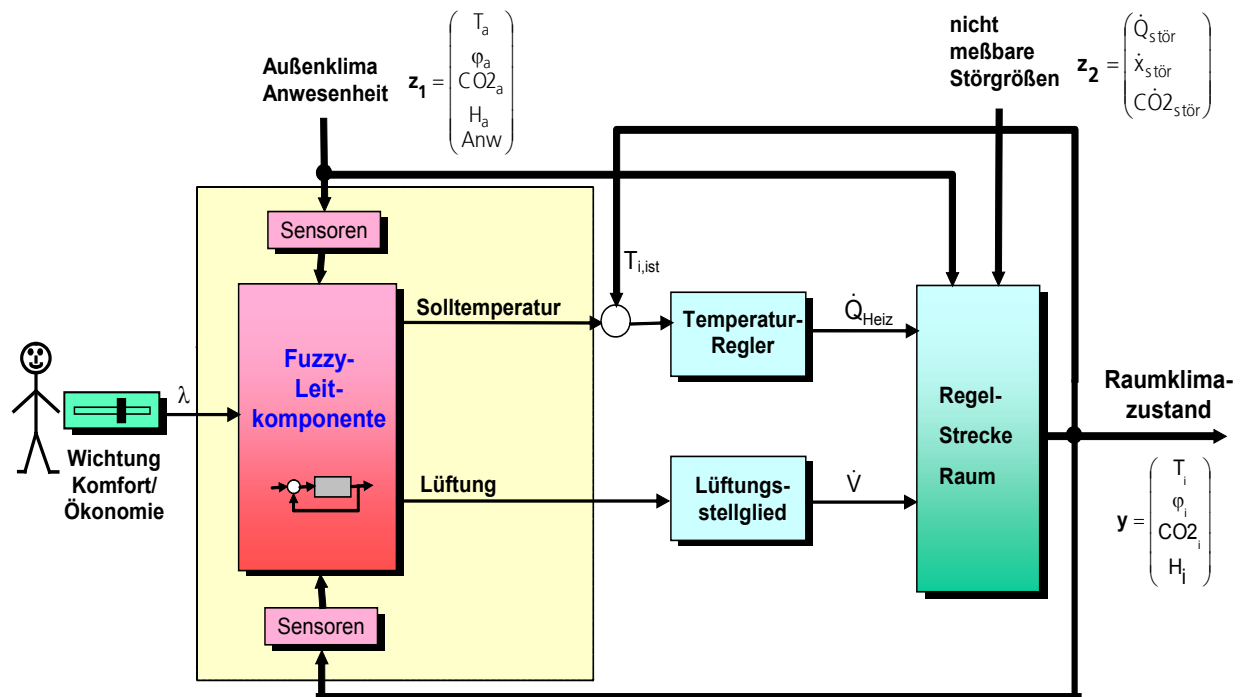 Außenklima
Anwesenheit
z₁ =
Tₐ
φₐ
CO2ₐ
Hₐ
Anw
nicht
meßbare
Störgrößen
z₂ =
Q̇stör
ẋstör
CȮ2stör
Sensoren
Tᵢ,ist
Solltemperatur
Temperatur-
Regler
Q̇Heiz
Fuzzy-
Leit-
komponente
λ
Wichtung
Komfort/
Ökonomie
Lüftung
Lüftungs-
stellglied
V̇
Regel-
Strecke
Raum
Raumklima-
zustand
y =
Tᵢ
φᵢ
CO2ᵢ
Hᵢ
Sensoren